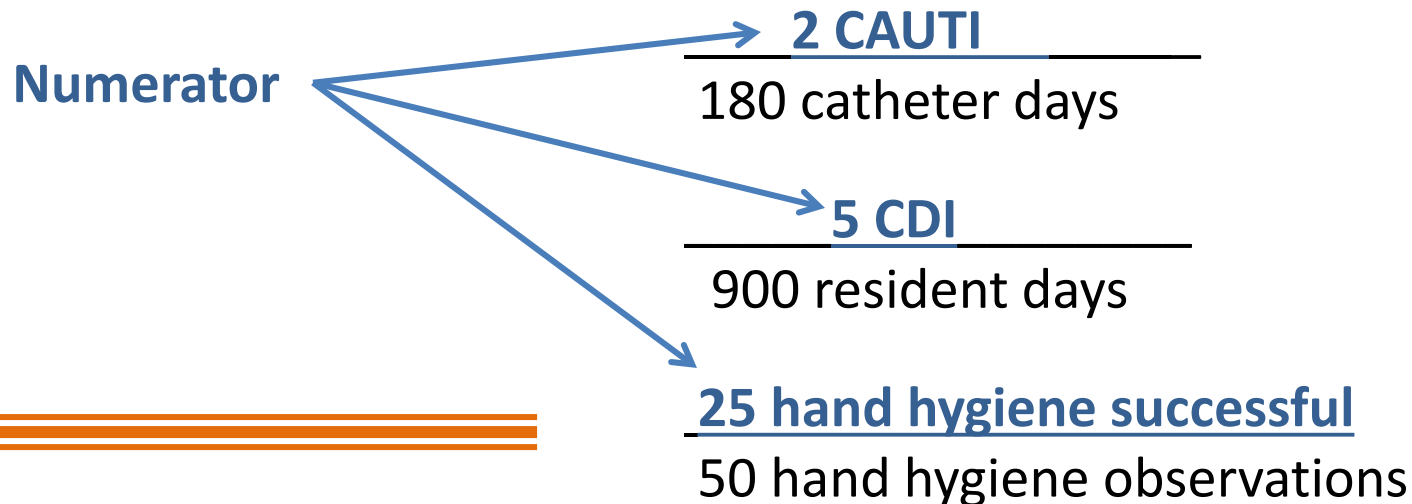 Numerator
2 CAUTI
180 catheter days
5 CDI
900 resident days
25 hand hygiene successful
50 hand hygiene observations